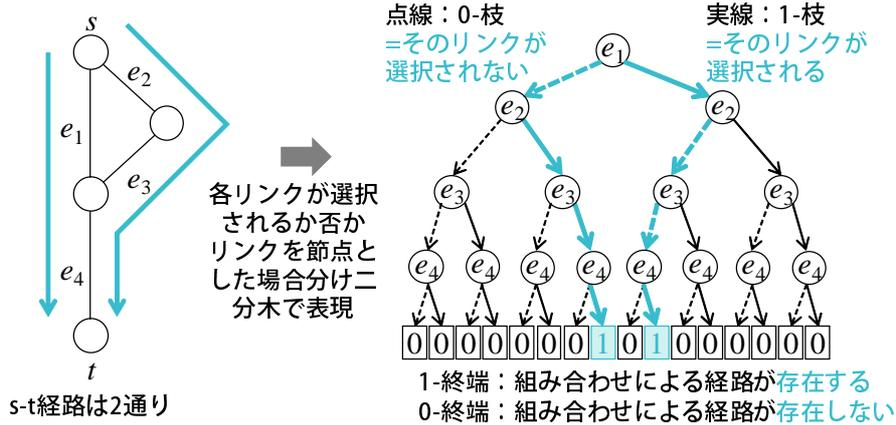 s
e2
e1
e3
e4
t
s-t経路は2通り
各リンクが選択
されるか否か
リンクを節点と
した場合分け二
分木で表現
点線：0-枝
=そのリンクが
選択されない
実線：1-枝
=そのリンクが
選択される
e1
e2 e2
e3 e3 e3 e3
e4 e4 e4 e4 e4 e4 e4 e4
0 0 0 0 0 0 0 1 0 1 0 0 0 0 0 0
1-終端：組み合わせによる経路が存在する
0-終端：組み合わせによる経路が存在しない